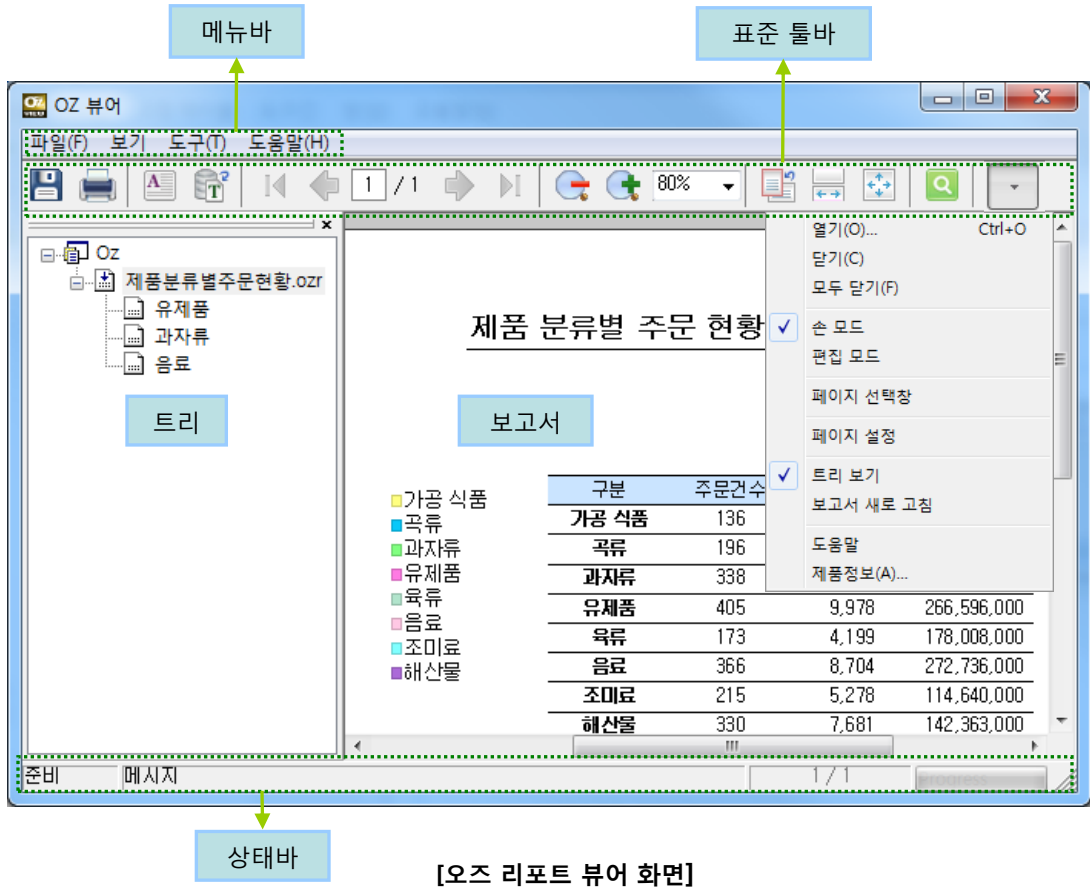 메뉴바
표준 툴바
OZ 뷰어
파일(F) 보기 도구(T) 도움말(H)
1 / 1 80%
Oz
제품분류별주문현황.ozr
유제품
과자류
음료
트리
제품 분류별 주문 현황
보고서
가공 식품
곡류
과자류
유제품
육류
음료
조미료
해산물
구분 주문건수
가공 식품 136
곡류 196
과자류 338
유제품 405 9,978 266,596,000
육류 173 4,199 178,008,000
음료 366 8,704 272,736,000
조미료 215 5,278 114,640,000
해산물 330 7,681 142,363,000
열기(O)... Ctrl+O
닫기(C)
모두 닫기(F)
손 모드
편집 모드
페이지 선택창
페이지 설정
트리 보기
보고서 새로 고침
도움말
제품정보(A)...
준비 메시지 1 / 1 Progress
상태바
[오즈 리포트 뷰어 화면]